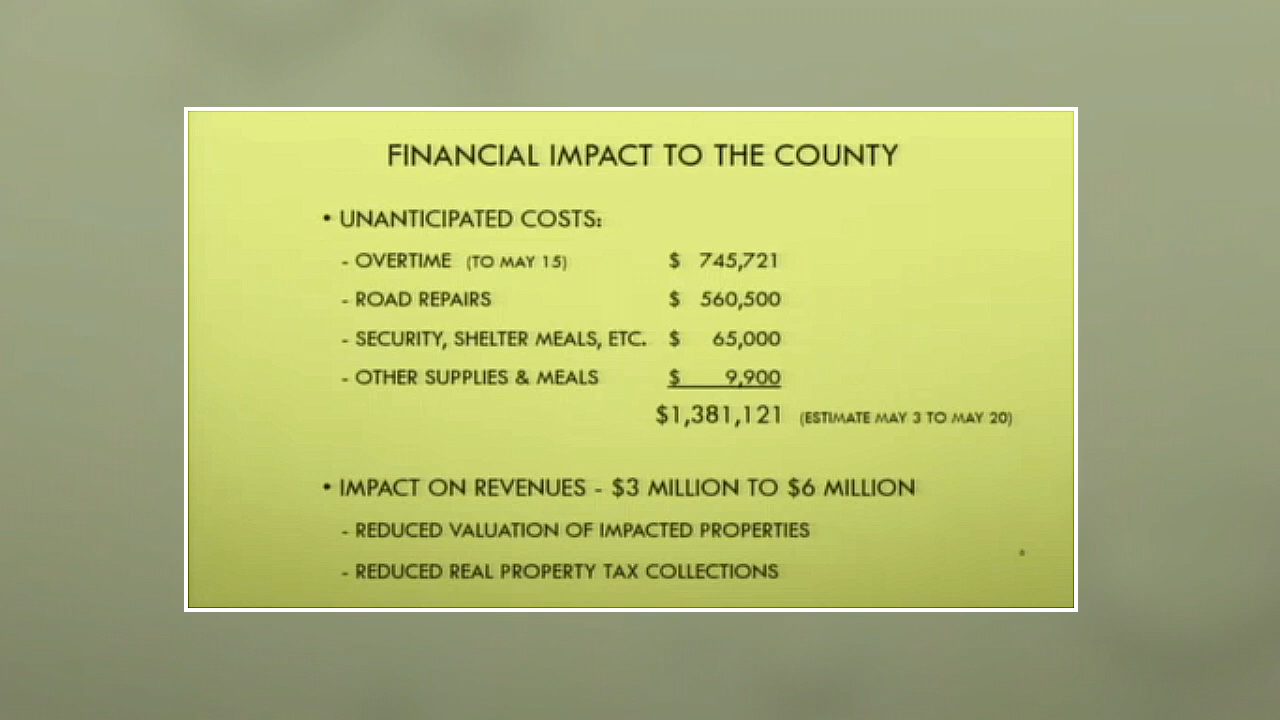 FINANCIAL IMPACT TO THE COUNTY
• UNANTICIPATED COSTS:
- OVERTIME (TO MAY 15) $ 745,721
- ROAD REPAIRS $ 560,500
- SECURITY, SHELTER MEALS, ETC. $ 65,000
- OTHER SUPPLIES & MEALS $ 9,900
$1,381,121 (ESTIMATE MAY 3 TO MAY 20)
• IMPACT ON REVENUES - $3 MILLION TO $6 MILLION
- REDUCED VALUATION OF IMPACTED PROPERTIES
- REDUCED REAL PROPERTY TAX COLLECTIONS